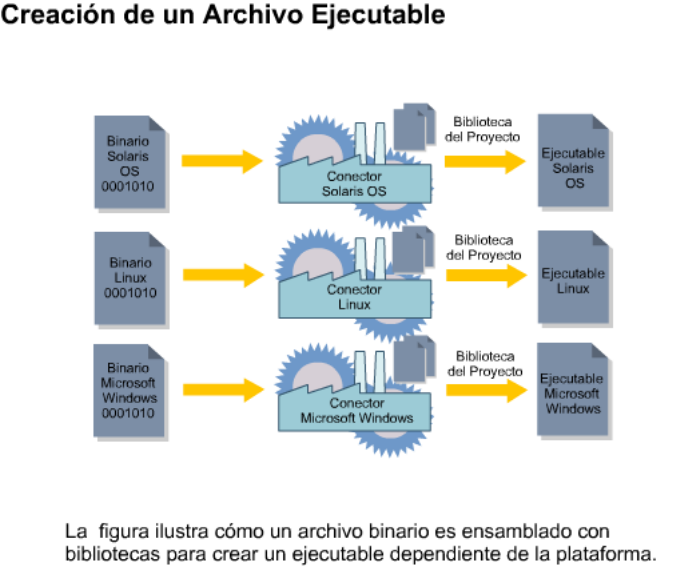 Creación de un Archivo Ejecutable
Binario
Solaris
OS
0001010
Conector
Solaris OS
Biblioteca
del Proyecto
Ejecutable
Solaris
OS
Binario
Linux
0001010
Conector
Linux
Biblioteca
del Proyecto
Ejecutable
Linux
Binario
Microsoft
Windows
0001010
Conector
Microsoft Windows
Biblioteca
del Proyecto
Ejecutable
Microsoft
Windows
La figura ilustra cómo un archivo binario es ensamblado con
bibliotecas para crear un ejecutable dependiente de la plataforma.